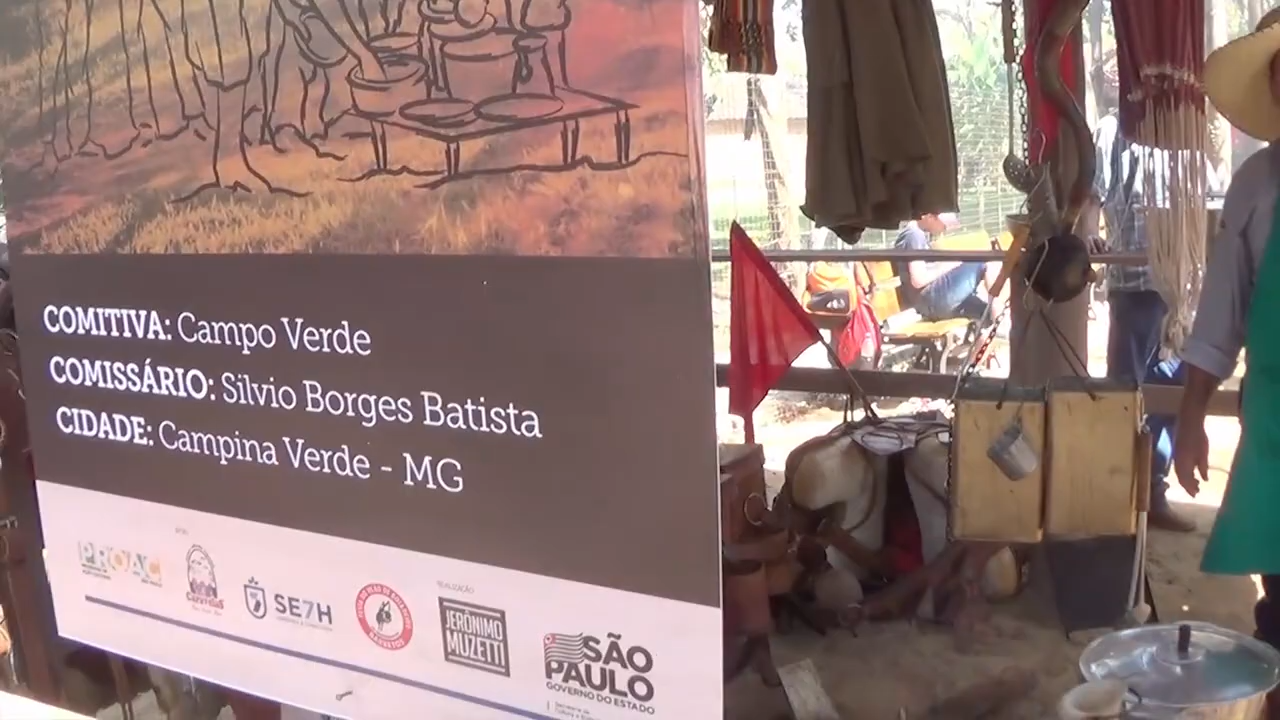 COMITIVA: Campo Verde
COMISSÁRIO: Silvio Borges Batista
CIDADE: Campina Verde - MG
PROAC
SE7H
REALIZAÇÃO
JERÔNIMO
MUZETTI
SÃO
PAULO
GOVERNO DO ESTADO